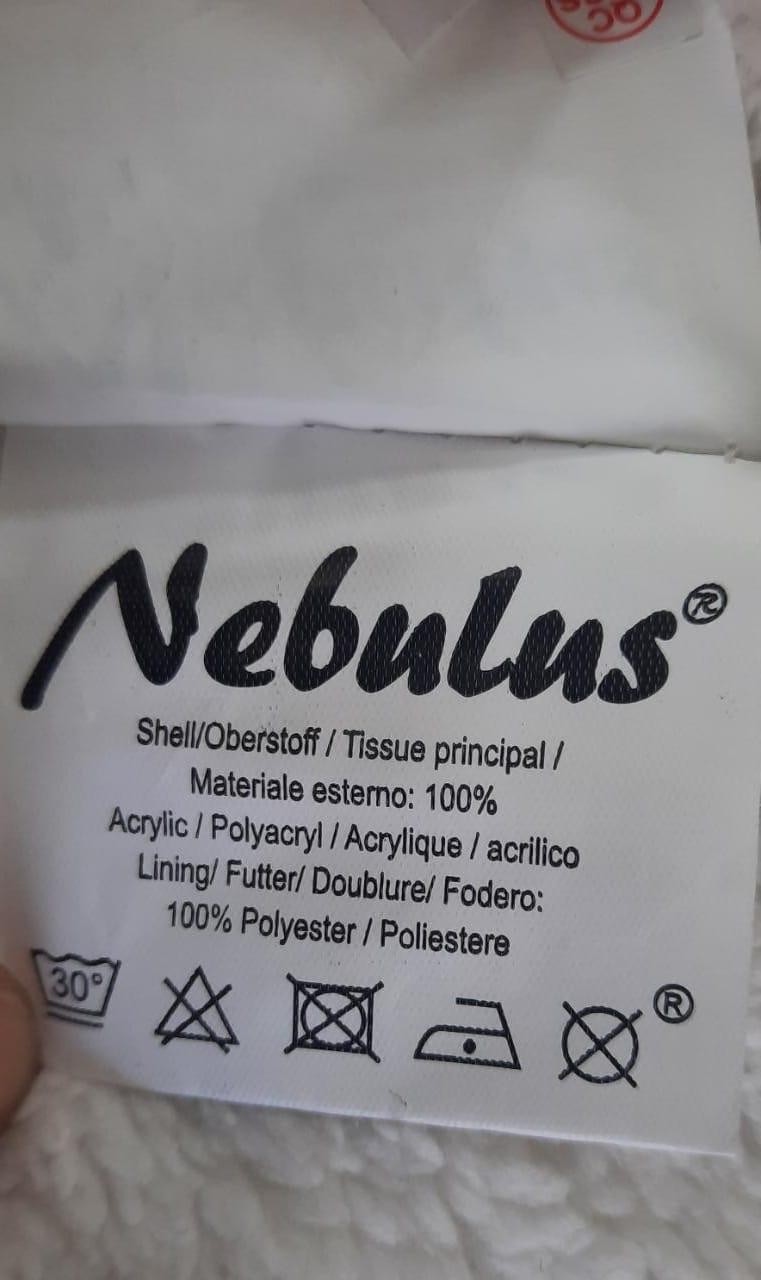 QC
Nebulus®
Shell/Oberstoff / Tissue principal /
Materiale esterno: 100%
Acrylic / Polyacryl / Acrylique / acrilico
Lining/ Futter/ Doublure/ Fodero:
100% Polyester / Poliestere
30°
®